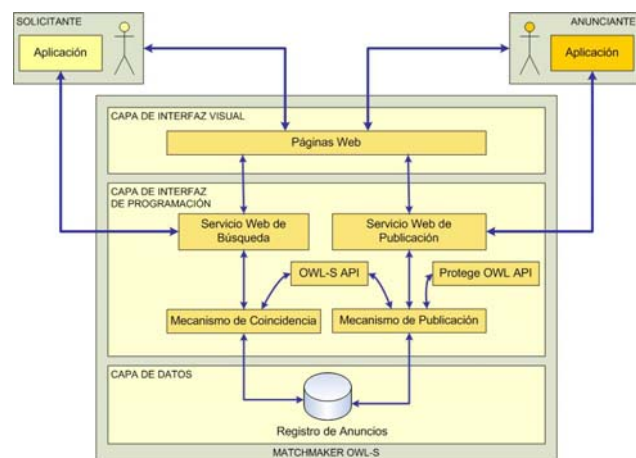 SOLICITANTE
Aplicación
ANUNCIANTE
Aplicación
CAPA DE INTERFAZ VISUAL
Páginas Web
CAPA DE INTERFAZ
DE PROGRAMACIÓN
Servicio Web de
Búsqueda
Servicio Web de
Publicación
OWL-S API
Protege OWL API
Mecanismo de Coincidencia
Mecanismo de Publicación
CAPA DE DATOS
Registro de Anuncios
MATCHMAKER OWL-S